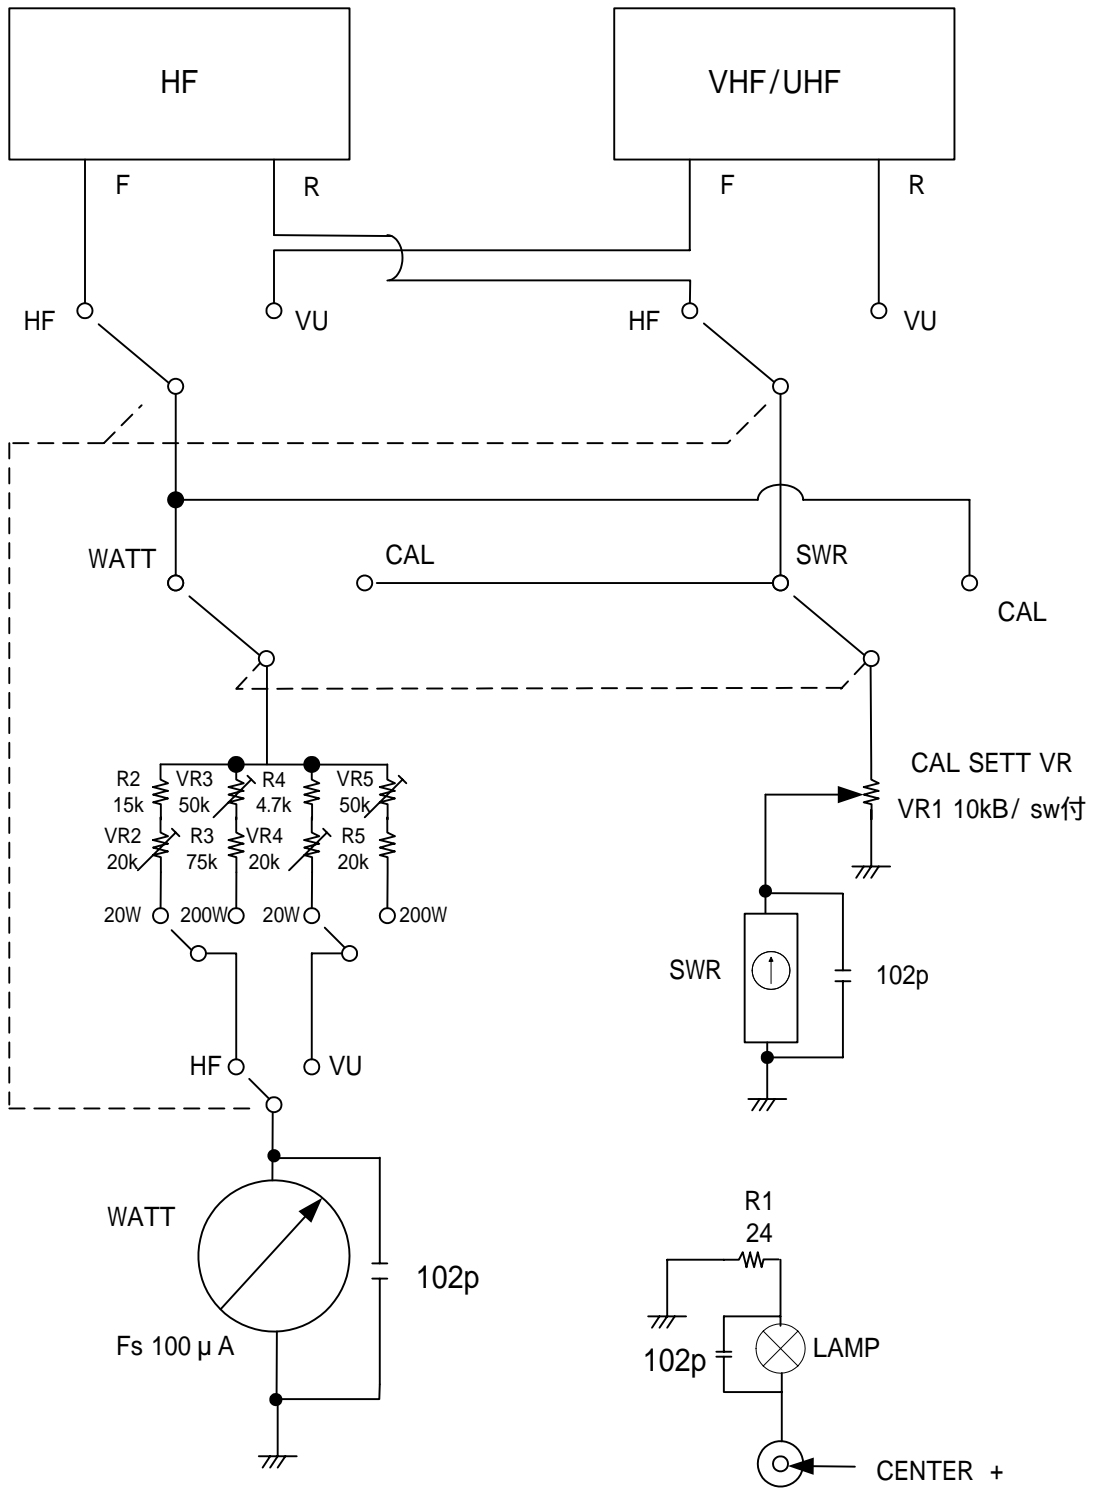 HF
VHF/UHF
F
R
F
R
HF
VU
HF
VU
WATT
CAL
SWR
CAL
R2
15k
VR3
50k
R4
4.7k
VR5
50k
VR2
20k
R3
75k
VR4
20k
R5
20k
CAL SETT VR
VR1 10kB/ sw付
20W
200W
20W
200W
SWR
102p
HF
VU
WATT
102p
Fs 100 μ A
R1
24
102p
LAMP
CENTER +